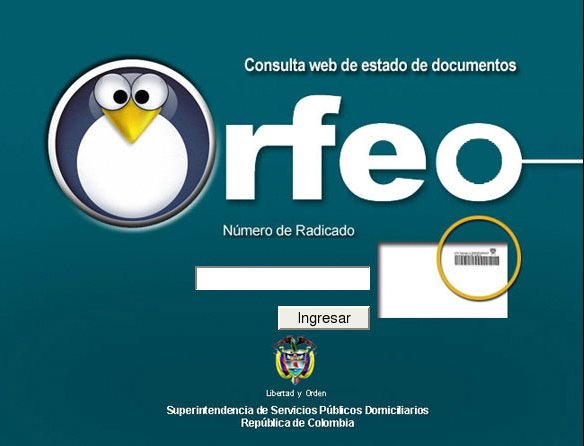 Consulta web de estado de documentos
Orfeo
Número de Radicado
Ingresar
Libertad y Orden
Superintendencia de Servicios Públicos Domiciliarios
República de Colombia